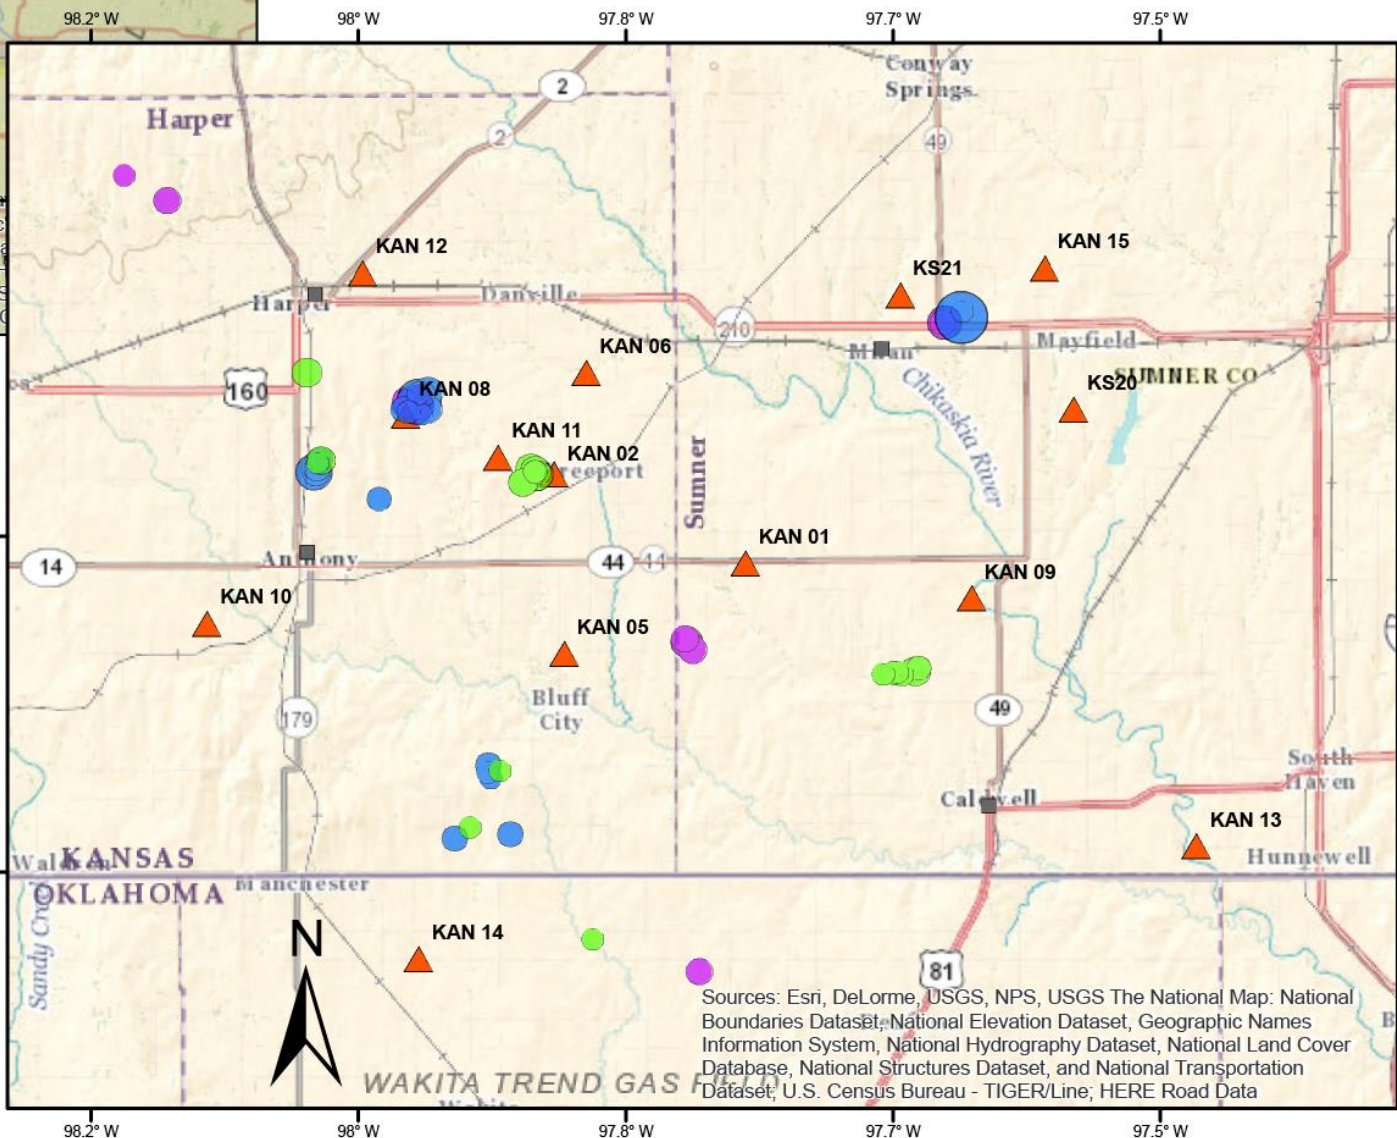 98.2° W
98° W
97.8° W
97.7° W
97.5° W
Conway
Springs
2
Harper
2
49
KAN 12
KAN 15
KS21
Harper
Danville
210
KAN 06
Milan
Mayfield
160
KAN 08
KS20
SUMNER CO
Chikaskia River
KAN 11
KAN 02
Sumner
KAN 01
14
Anthony
44
44
KAN 09
KAN 10
KAN 05
Bluff
City
179
49
South
Haven
Caldwell
KAN 13
Hunnewell
KANSAS
OKLAHOMA
Manchester
N
KAN 14
81
Sources: Esri, DeLorme, USGS, NPS, USGS The National Map: National
Boundaries Dataset, National Elevation Dataset, Geographic Names
Information System, National Hydrography Dataset, National Land Cover
Database, National Structures Dataset, and National Transportation
Dataset; U.S. Census Bureau - TIGER/Line; HERE Road Data
WAKITA TREND GAS FIELD
98.2° W
98° W
97.8° W
97.7° W
97.5° W